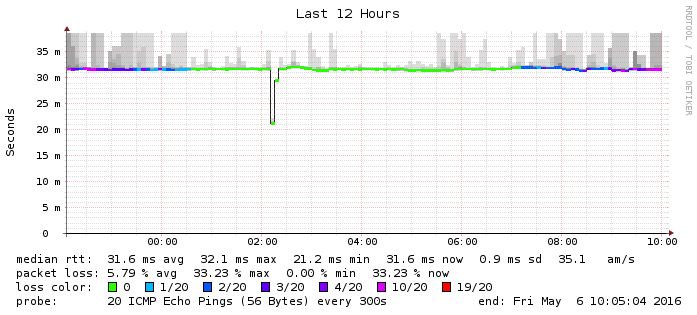 Last 12 Hours
RRDTOOL / TOBI OETIKER
Seconds
35 m
30 m
25 m
20 m
15 m
10 m
5 m
0
00:00 02:00 04:00 06:00 08:00 10:00
median rtt: 31.6 ms avg 32.1 ms max 21.2 ms min 31.6 ms now 0.9 ms sd 35.1 am/s
packet loss: 5.79 % avg 33.23 % max 0.00 % min 33.23 % now
loss color: 0 1/20 2/20 3/20 4/20 10/20 19/20
probe: 20 ICMP Echo Pings (56 Bytes) every 300s end: Fri May 6 10:05:04 2016